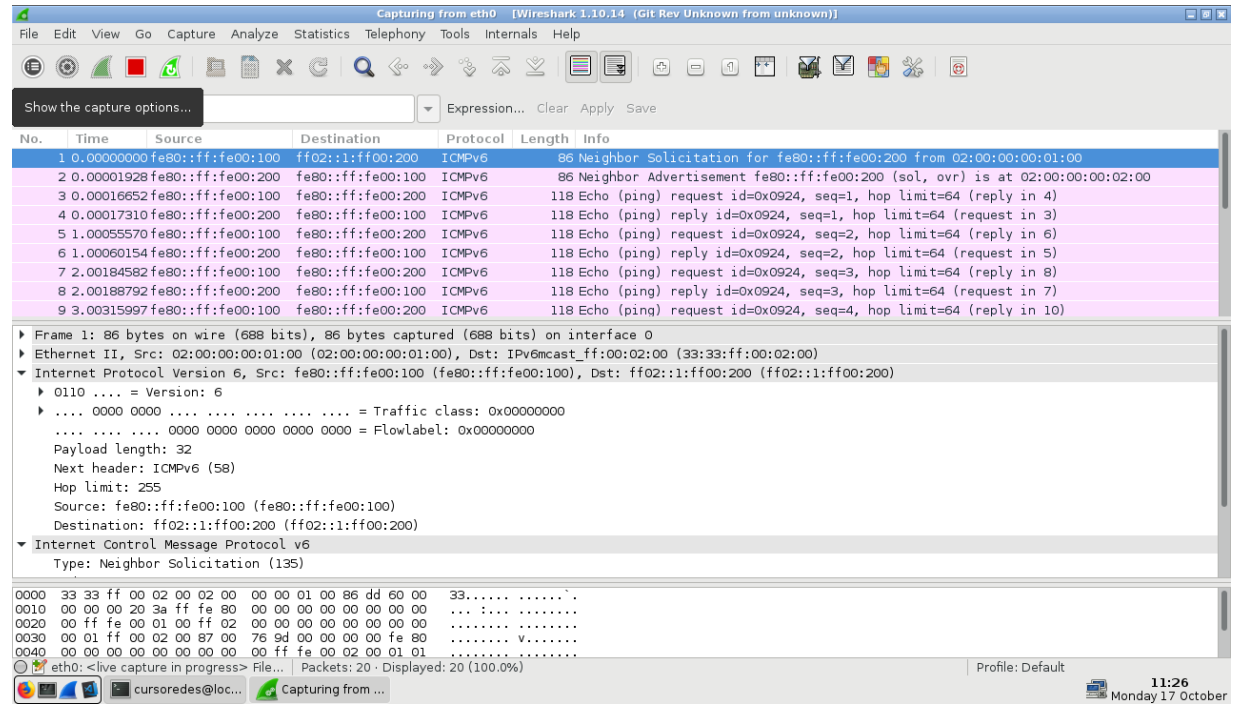 Capturing from eth0 [Wireshark 1.10.14 (Git Rev Unknown from unknown)]
File Edit View Go Capture Analyze Statistics Telephony Tools Internals Help
Show the capture options...
Expression... Clear Apply Save
No. Time Source Destination Protocol Length Info
1 0.00000000 fe80::ff:fe00:100 ff02::1:ff00:200 ICMPv6 86 Neighbor Solicitation for fe80::ff:fe00:200 from 02:00:00:00:01:00
2 0.00001928 fe80::ff:fe00:200 fe80::ff:fe00:100 ICMPv6 86 Neighbor Advertisement fe80::ff:fe00:200 (sol, ovr) is at 02:00:00:00:02:00
3 0.00016652 fe80::ff:fe00:100 fe80::ff:fe00:200 ICMPv6 118 Echo (ping) request id=0x0924, seq=1, hop limit=64 (reply in 4)
4 0.00017310 fe80::ff:fe00:200 fe80::ff:fe00:100 ICMPv6 118 Echo (ping) reply id=0x0924, seq=1, hop limit=64 (request in 3)
5 1.00055570 fe80::ff:fe00:100 fe80::ff:fe00:200 ICMPv6 118 Echo (ping) request id=0x0924, seq=2, hop limit=64 (reply in 6)
6 1.00060154 fe80::ff:fe00:200 fe80::ff:fe00:100 ICMPv6 118 Echo (ping) reply id=0x0924, seq=2, hop limit=64 (request in 5)
7 2.00184582 fe80::ff:fe00:100 fe80::ff:fe00:200 ICMPv6 118 Echo (ping) request id=0x0924, seq=3, hop limit=64 (reply in 8)
8 2.00188792 fe80::ff:fe00:200 fe80::ff:fe00:100 ICMPv6 118 Echo (ping) reply id=0x0924, seq=3, hop limit=64 (request in 7)
9 3.00315997 fe80::ff:fe00:100 fe80::ff:fe00:200 ICMPv6 118 Echo (ping) request id=0x0924, seq=4, hop limit=64 (reply in 10)
Frame 1: 86 bytes on wire (688 bits), 86 bytes captured (688 bits) on interface 0
Ethernet II, Src: 02:00:00:00:01:00 (02:00:00:00:01:00), Dst: IPv6mcast_ff:00:02:00 (33:33:ff:00:02:00)
Internet Protocol Version 6, Src: fe80::ff:fe00:100 (fe80::ff:fe00:100), Dst: ff02::1:ff00:200 (ff02::1:ff00:200)
0110 .... = Version: 6
.... 0000 0000 .... .... .... .... .... = Traffic class: 0x00000000
.... .... .... 0000 0000 0000 0000 0000 = Flowlabel: 0x00000000
Payload length: 32
Next header: ICMPv6 (58)
Hop limit: 255
Source: fe80::ff:fe00:100 (fe80::ff:fe00:100)
Destination: ff02::1:ff00:200 (ff02::1:ff00:200)
Internet Control Message Protocol v6
Type: Neighbor Solicitation (135)
0000 33 33 ff 00 02 00 02 00 00 00 01 00 86 dd 60 00 33...... ......`.
0010 00 00 00 20 3a ff fe 80 00 00 00 00 00 00 00 00 ... :... ........
0020 00 ff fe 00 01 00 ff 02 00 00 00 00 00 00 00 00 ........ ........
0030 00 01 ff 00 02 00 87 00 76 9d 00 00 00 00 fe 80 ........ v.......
0040 00 00 00 00 00 00 00 ff fe 00 02 00 01 01 ........ ........
eth0: <live capture in progress> File... Packets: 20 · Displayed: 20 (100.0%) Profile: Default
cursoredes@loc... Capturing from ... 11:26
Monday 17 October